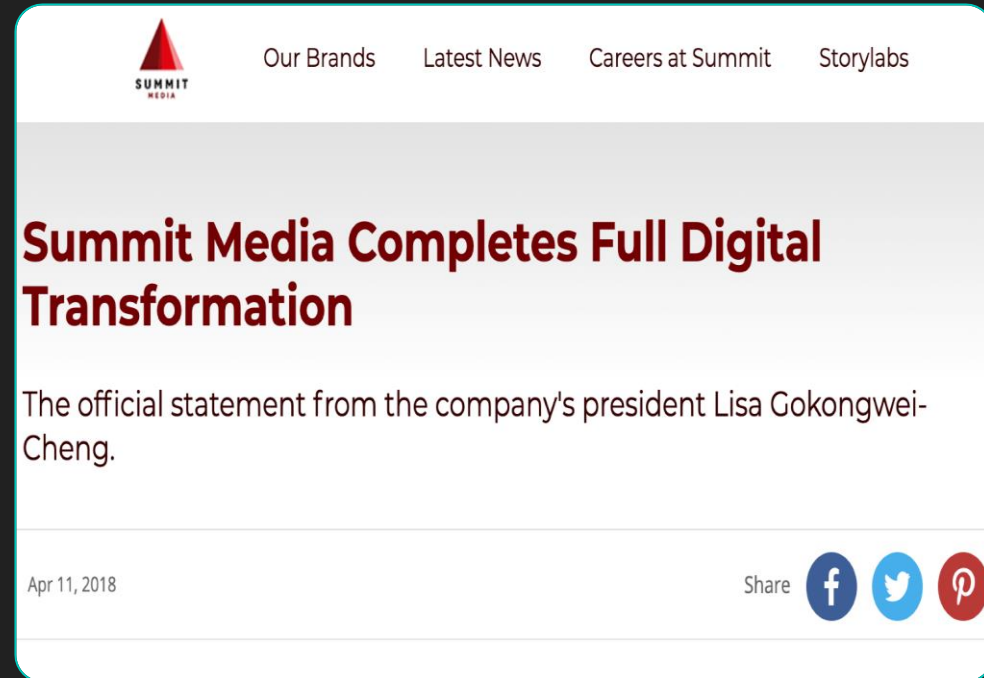 SUMMIT
MEDIA
Our Brands
Latest News
Careers at Summit
Storylabs
Summit Media Completes Full Digital
Transformation
The official statement from the company's president Lisa Gokongwei-
Cheng.
Apr 11, 2018
Share